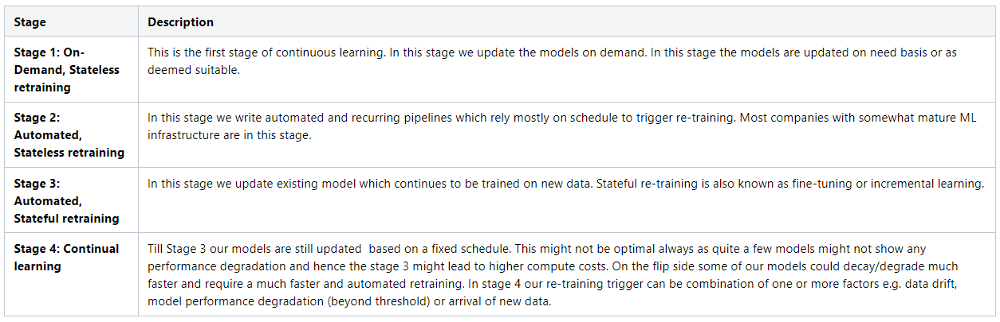 Stage Description
Stage 1: On-
Demand, Stateless
retraining
This is the first stage of continuous learning. In this stage we update the models on demand. In this stage the models are updated on need basis or as
deemed suitable.
Stage 2:
Automated,
Stateless retraining
In this stage we write automated and recurring pipelines which rely mostly on schedule to trigger re-training. Most companies with somewhat mature ML
infrastructure are in this stage.
Stage 3:
Automated,
Stateful retraining
In this stage we update existing model which continues to be trained on new data. Stateful re-training is also known as fine-tuning or incremental learning.
Stage 4: Continual
learning
Till Stage 3 our models are still updated  based on a fixed schedule. This might not be optimal always as quite a few models might not show any
performance degradation and hence the stage 3 might lead to higher compute costs. On the flip side some of our models could decay/degrade much
faster and require a much faster and automated retraining. In stage 4 our re-training trigger can be combination of one or more factors e.g. data drift,
model performance degradation (beyond threshold) or arrival of new data.